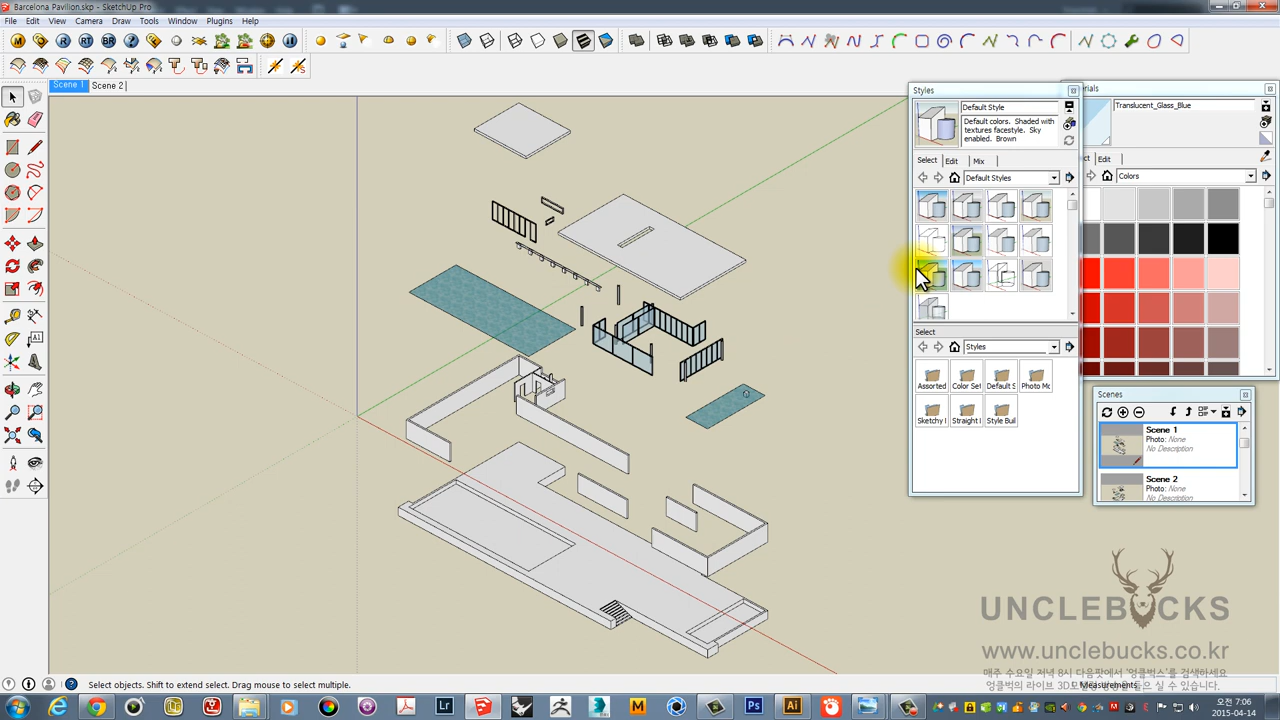 Barcelona Pavilion.skp - SketchUp Pro
File Edit View Camera Draw Tools Window Plugins Help
Scene 1 Scene 2
Styles
Default Style
Default colors. Shaded with
textures facestyle. Sky
enabled. Brown
Select Edit Mix
Default Styles
Select
Styles
Assorted Color Se Default S Photo Mo
Sketchy Straight Style Buil
erials
Translucent_Glass_Blue
ct Edit
Colors
Scenes
Scene 1
Photo: None
No Description
Scene 2
Photo: None
No Description
UNCLEBUCKS
www.unclebucks.co.kr
매주 수요일 저녁 8시 다음팟에서 '엉클벅스'를 검색하세요
Select objects. Shift to extend select. Drag mouse to select multiple.
Measurements
오전 7:06
2015-04-14